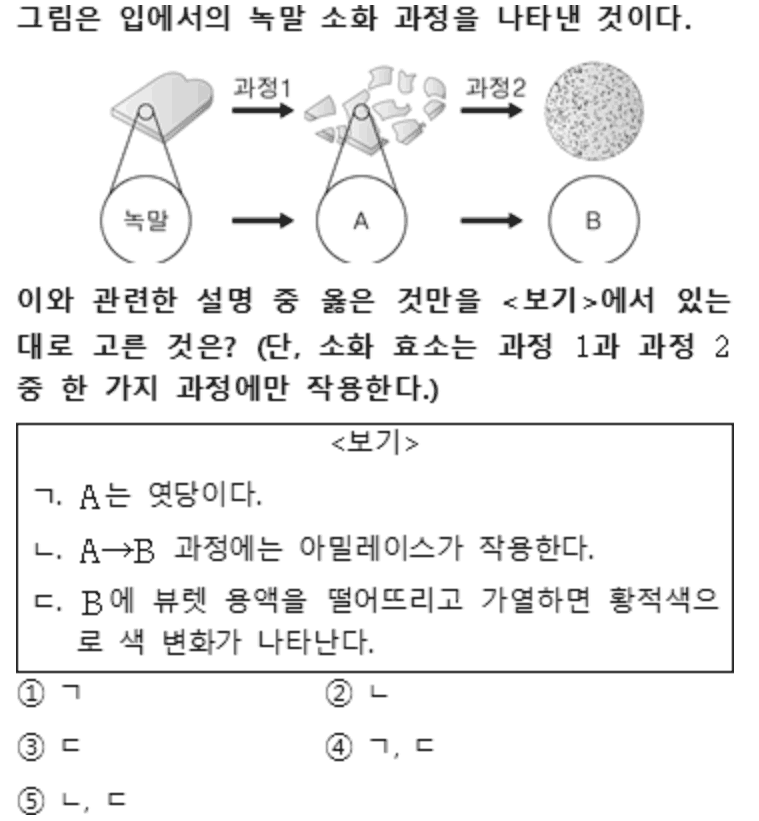 그림은 입에서의 녹말 소화 과정을 나타낸 것이다.
과정1 과정2
녹말 A B
이와 관련한 설명 중 옳은 것만을 <보기>에서 있는
대로 고른 것은? (단, 소화 효소는 과정 1과 과정 2
중 한 가지 과정에만 작용한다.)
<보기>
ㄱ. A는 엿당이다.
ㄴ. A→B 과정에는 아밀레이스가 작용한다.
ㄷ. B에 뷰렛 용액을 떨어뜨리고 가열하면 황적색으
로 색 변화가 나타난다.
① ㄱ ② ㄴ
③ ㄷ ④ ㄱ, ㄷ
⑤ ㄴ, ㄷ